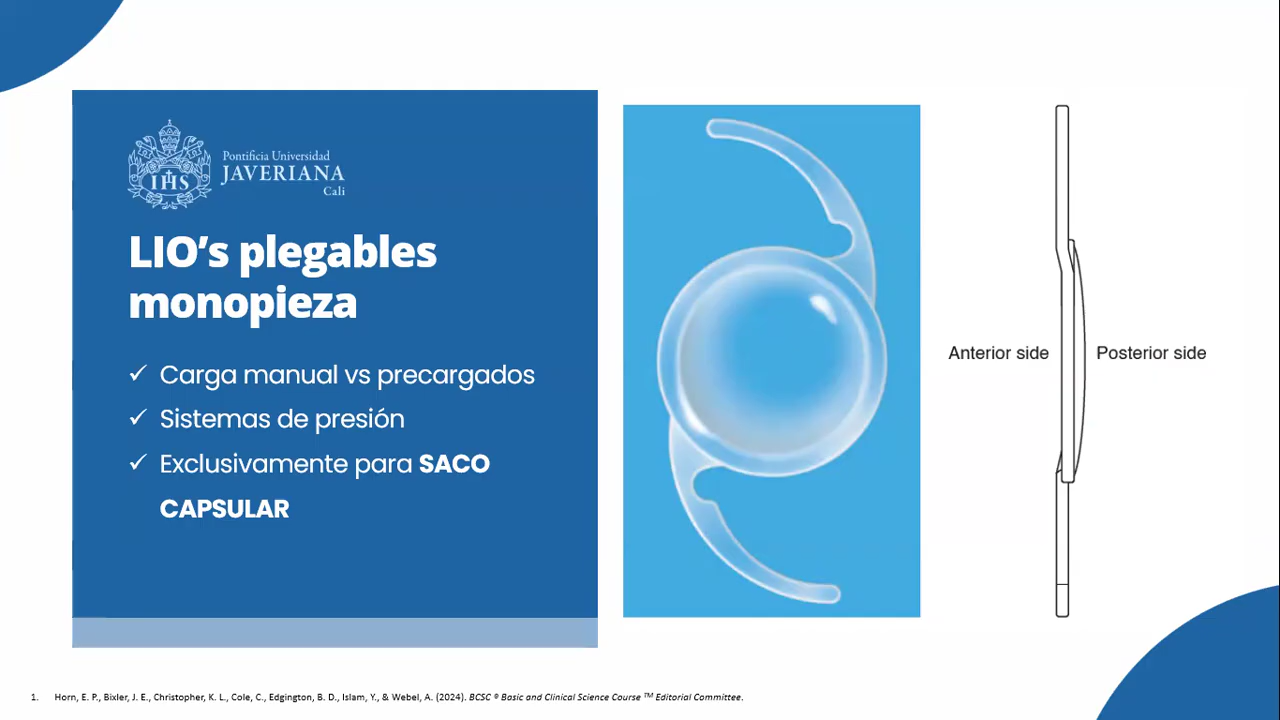 Pontificia Universidad
JAVERIANA
Cali
IHS
LIO’s plegables
monopieza
✓ Carga manual vs precargados
✓ Sistemas de presión
✓ Exclusivamente para SACO
CAPSULAR
Anterior side
Posterior side
1. Horn, E. P., Bixler, J. E., Christopher, K. L., Cole, C., Edgington, B. D., Islam, Y., & Webel, A. (2024). BCSC ® Basic and Clinical Science Course ™ Editorial Committee.